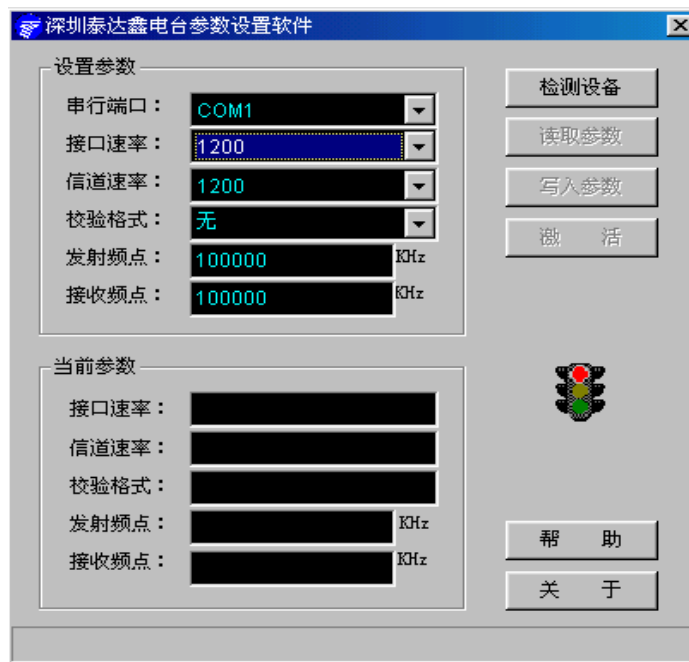 深圳泰达鑫电台参数设置软件
设置参数
串行端口： COM1
接口速率： 1200
信道速率： 1200
校验格式： 无
发射频点： 100000 KHz
接收频点： 100000 KHz
检测设备
读取参数
写入参数
激 活
当前参数
接口速率：
信道速率：
校验格式：
发射频点： KHz
接收频点： KHz
帮 助
关 于